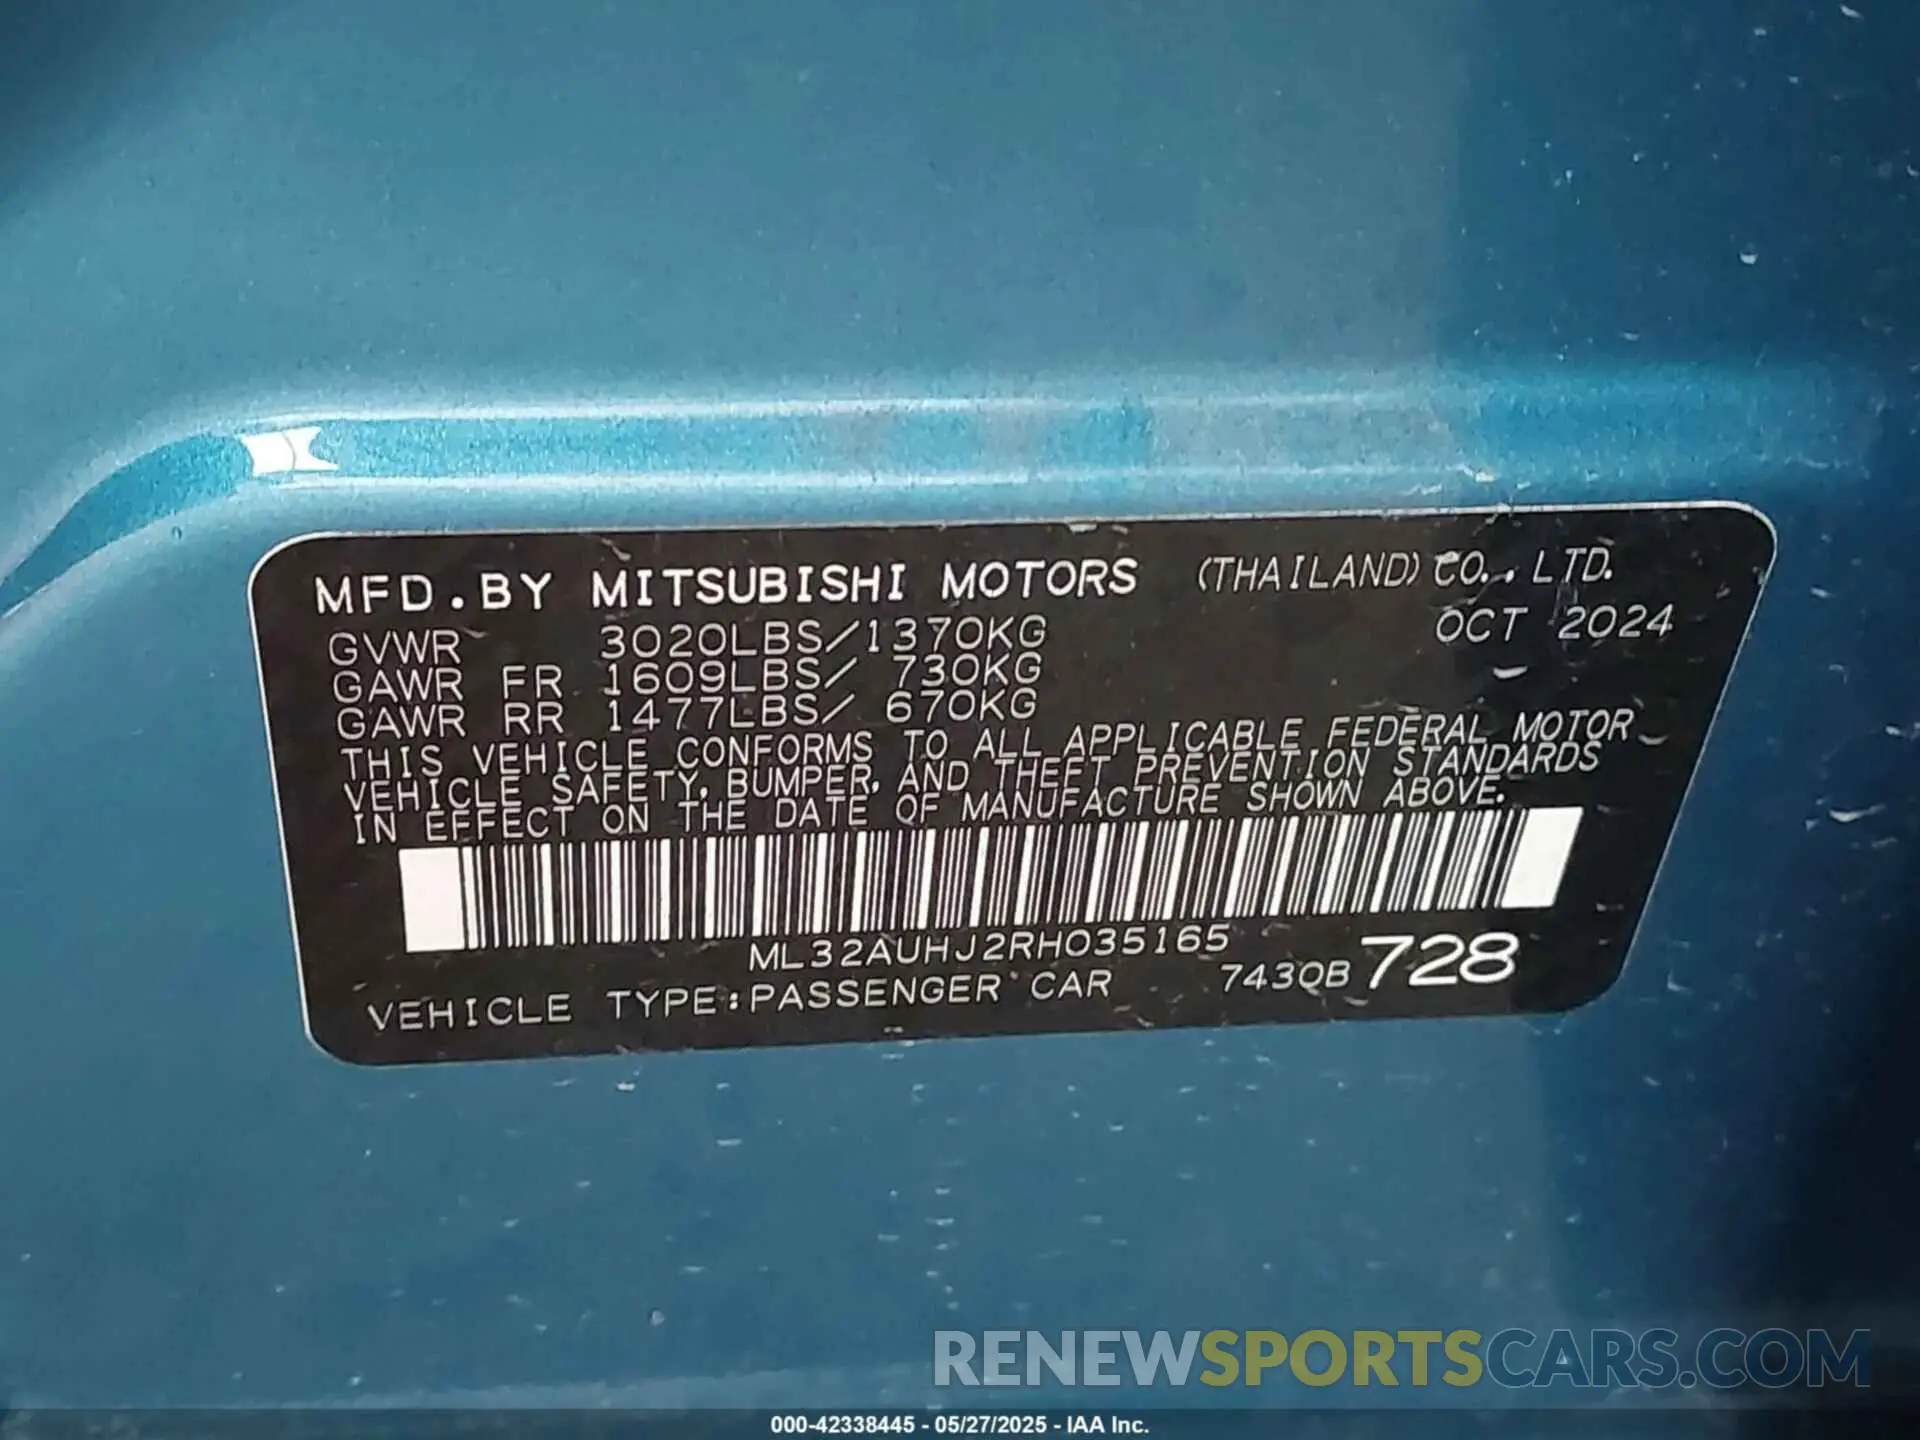 MFD.BY MITSUBISHI MOTORS (THAILAND) CO., LTD.
OCT 2024
GVWR 3020LBS/1370KG
GAWR FR 1609LBS/ 730KG
GAWR RR 1477LBS/ 670KG
THIS VEHICLE CONFORMS TO ALL APPLICABLE FEDERAL MOTOR
VEHICLE SAFETY, BUMPER, AND THEFT PREVENTION STANDARDS
IN EFFECT ON THE DATE OF MANUFACTURE SHOWN ABOVE.
ML32AUHJ2RH035165
VEHICLE TYPE:PASSENGER CAR 7430B 728
RENEWSPORTSCARS.COM
000-42338445 - 05/27/2025 - IAA Inc.